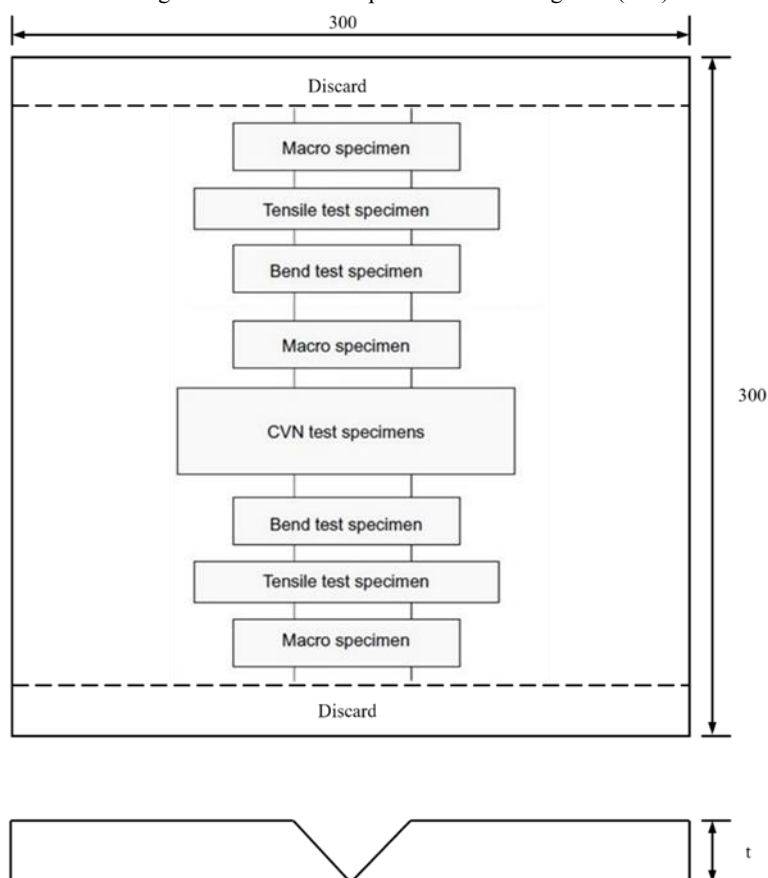 300
Discard
Macro specimen
Tensile test specimen
Bend test specimen
Macro specimen
300
CVN test specimens
Bend test specimen
Tensile test specimen
Macro specimen
Discard
t